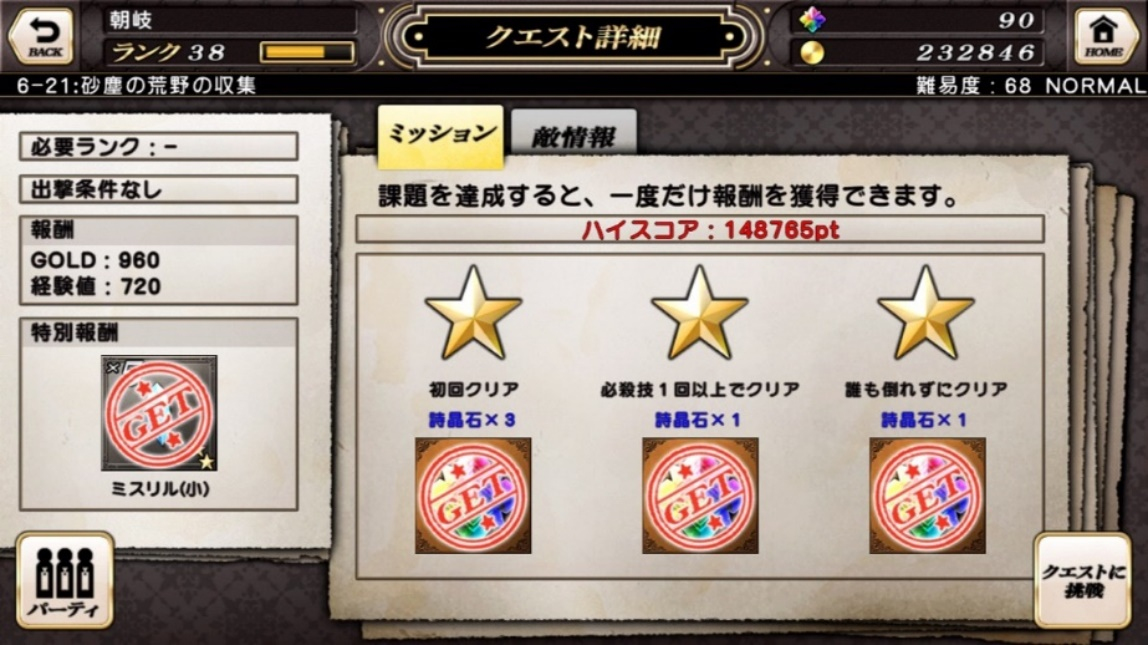 BACK
朝岐
ランク 38
クエスト詳細
90
232846
HOME
6-21:砂塵の荒野の収集
難易度:68 NORMAL
必要ランク:-
出撃条件なし
報酬
GOLD:960
経験値:720
特別報酬
GET
ミスリル(小)
パーティ
ミッション
敵情報
課題を達成すると、一度だけ報酬を獲得できます。
ハイスコア:148765pt
初回クリア
詩晶石×3
GET
必殺技1回以上でクリア
詩晶石×1
GET
誰も倒れずにクリア
詩晶石×1
GET
クエストに
挑戦